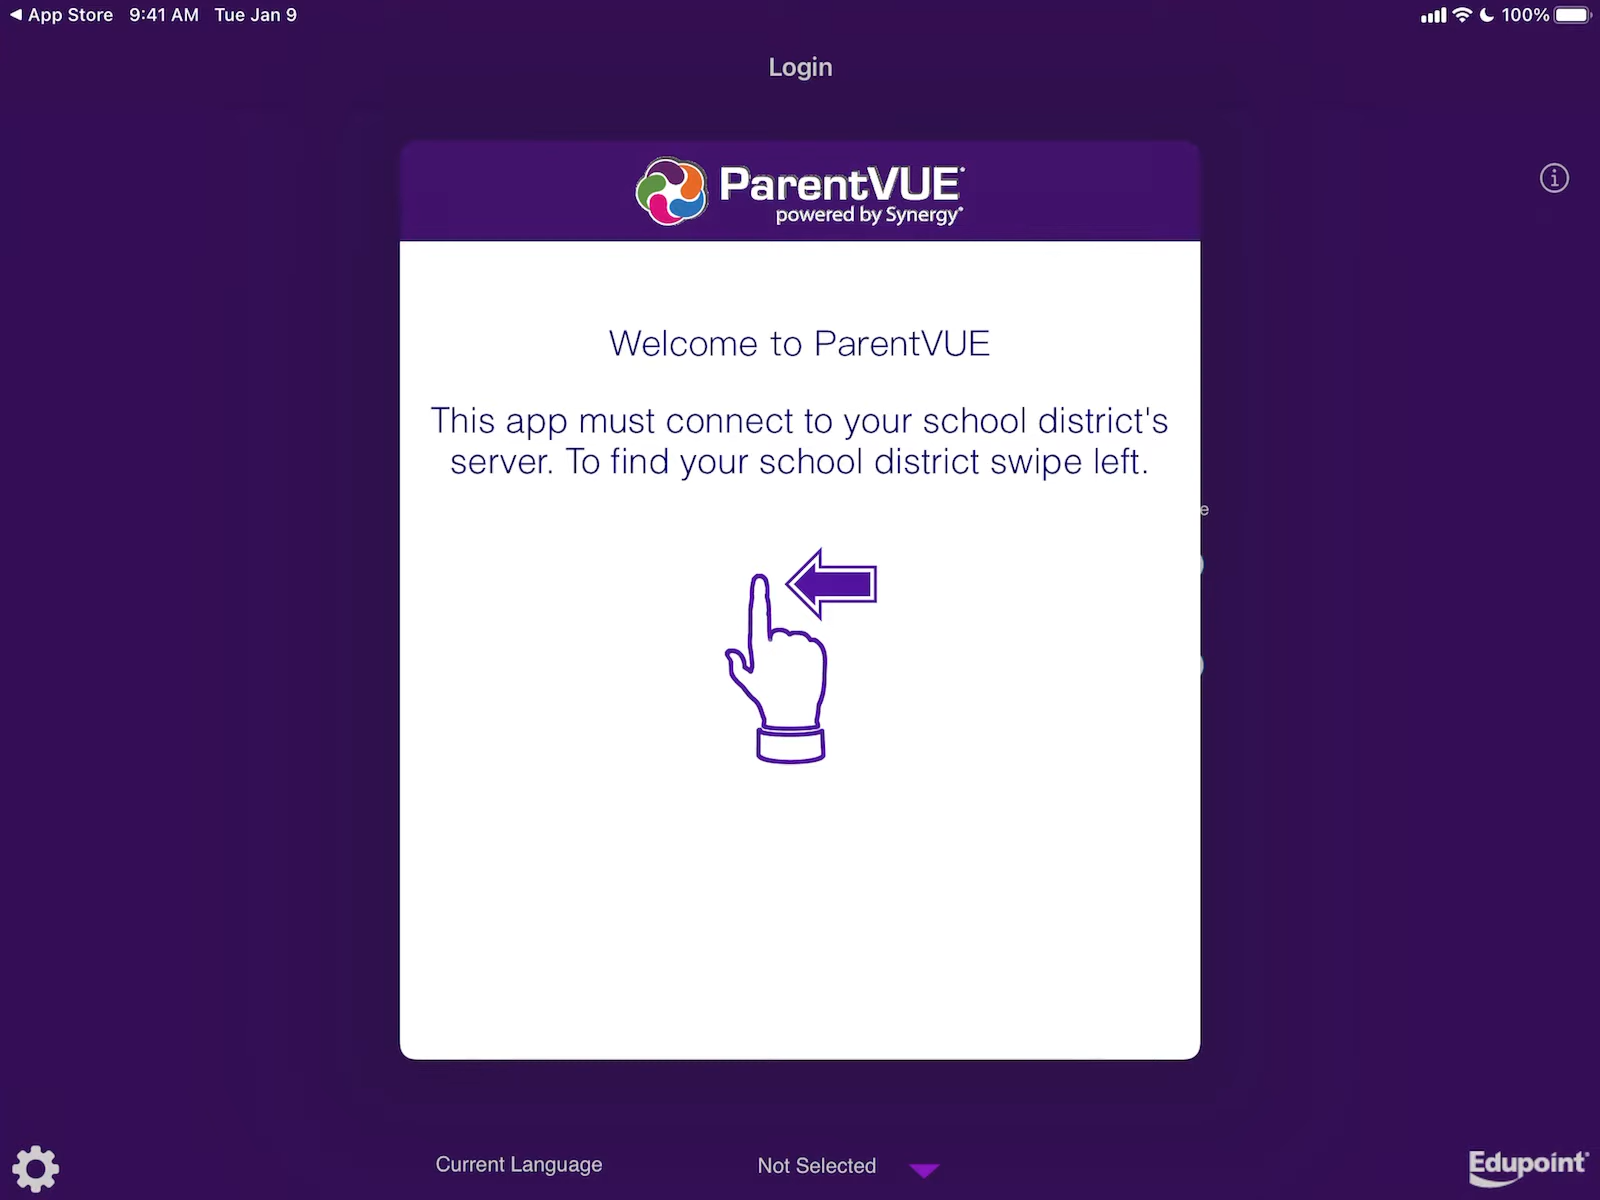 App Store 9:41 AM Tue Jan 9 100%
Login
ParentVUE
powered by Synergy
Welcome to ParentVUE
This app must connect to your school district's
server. To find your school district swipe left.
e
Current Language Not Selected
Edupoint